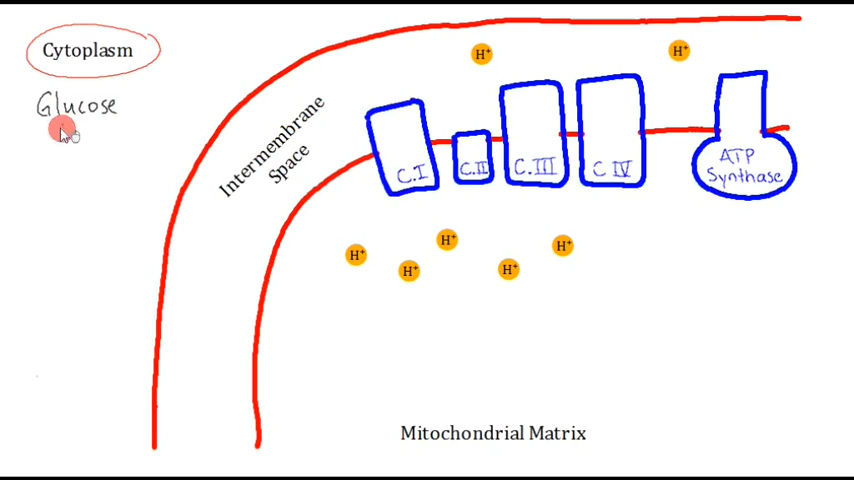 Cytoplasm
Glucose
Intermembrane
Space
H⁺
H⁺
C.I
C.II
C.III
C IV
ATP
Synthase
H⁺
H⁺
H⁺
H⁺
H⁺
Mitochondrial Matrix